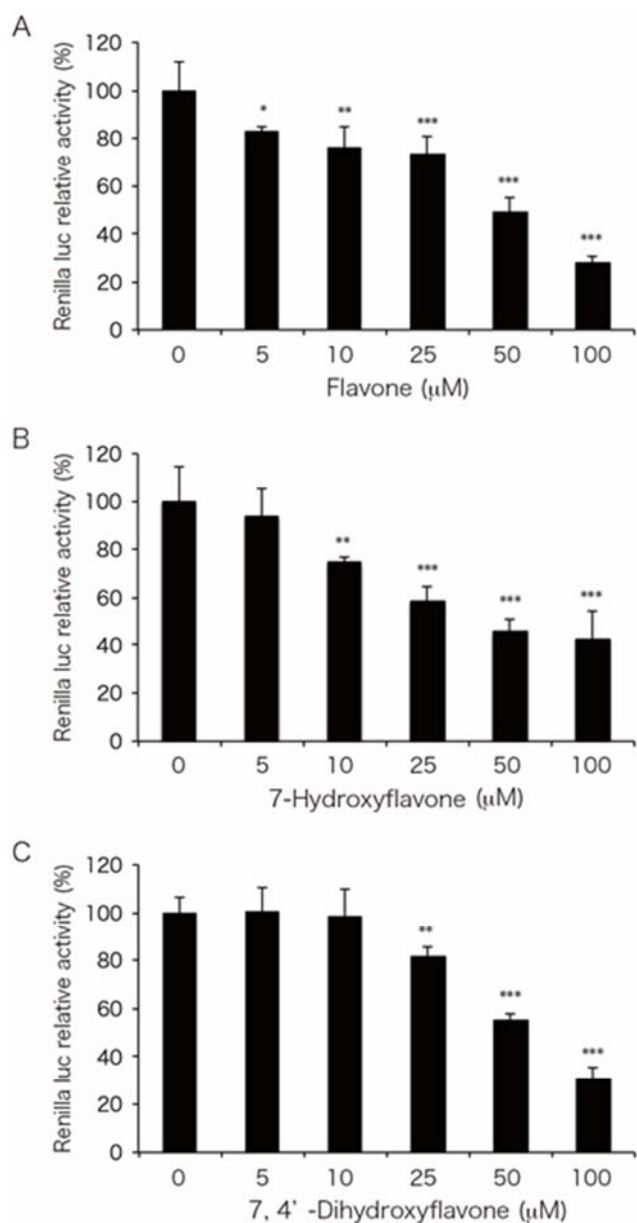 A
Renilla luc relative activity (%)
120
100
80
60
40
20
0
*
**
***
***
***
0 5 10 25 50 100
Flavone (μM)
B
Renilla luc relative activity (%)
120
100
80
60
40
20
0
**
***
***
***
0 5 10 25 50 100
7-Hydroxyflavone (μM)
C
Renilla luc relative activity (%)
120
100
80
60
40
20
0
**
***
***
0 5 10 25 50 100
7, 4' -Dihydroxyflavone (μM)